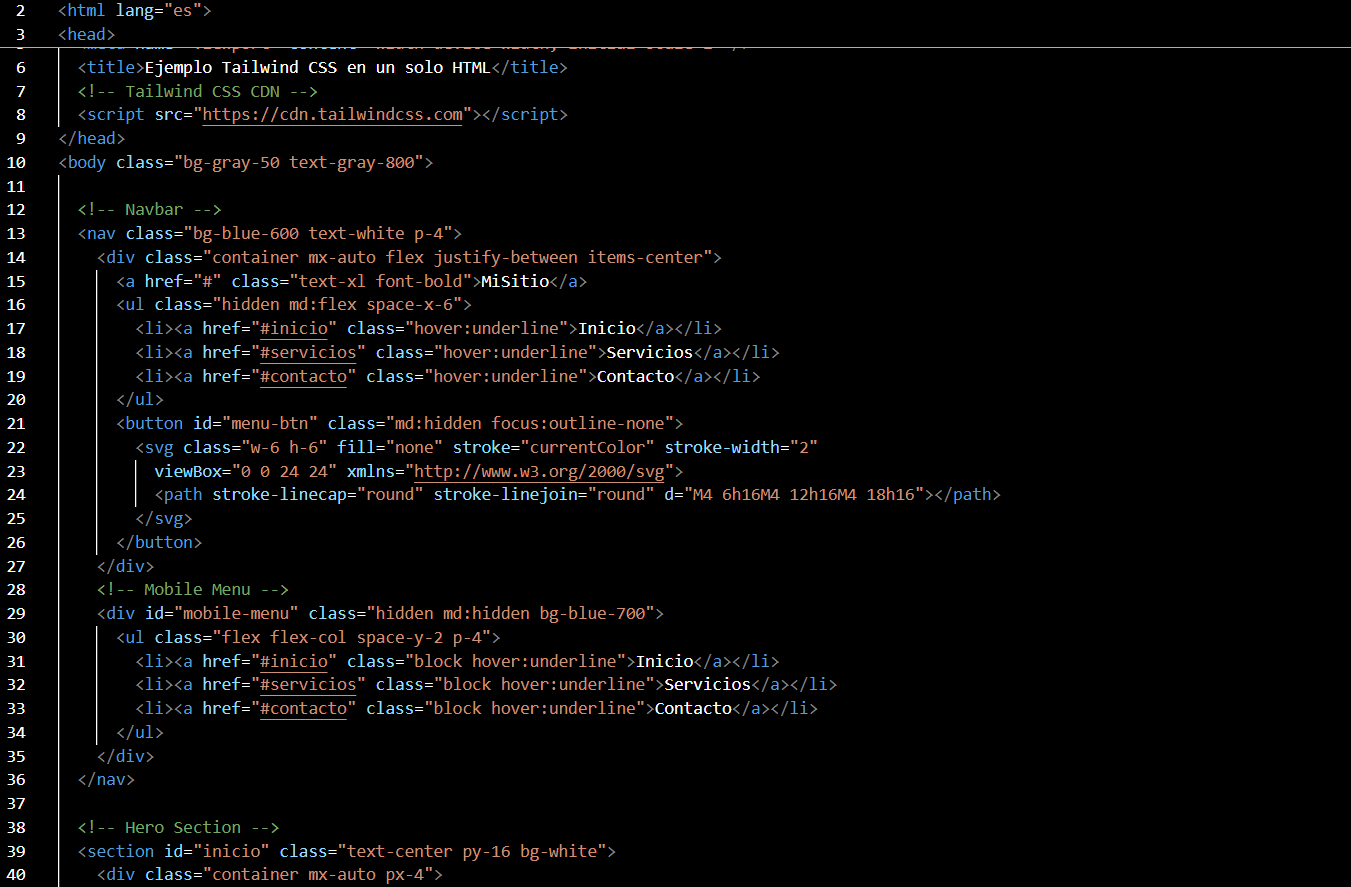 2 <html lang="es">
3 <head>
6 <title>Ejemplo Tailwind CSS en un solo HTML</title>
7 <!-- Tailwind CSS CDN -->
8 <script src="https://cdn.tailwindcss.com"></script>
9 </head>
10 <body class="bg-gray-50 text-gray-800">
11
12 <!-- Navbar -->
13 <nav class="bg-blue-600 text-white p-4">
14 <div class="container mx-auto flex justify-between items-center">
15 <a href="#" class="text-xl font-bold">MiSitio</a>
16 <ul class="hidden md:flex space-x-6">
17 <li><a href="#inicio" class="hover:underline">Inicio</a></li>
18 <li><a href="#servicios" class="hover:underline">Servicios</a></li>
19 <li><a href="#contacto" class="hover:underline">Contacto</a></li>
20 </ul>
21 <button id="menu-btn" class="md:hidden focus:outline-none">
22 <svg class="w-6 h-6" fill="none" stroke="currentColor" stroke-width="2"
23 viewBox="0 0 24 24" xmlns="http://www.w3.org/2000/svg">
24 <path stroke-linecap="round" stroke-linejoin="round" d="M4 6h16M4 12h16M4 18h16"></path>
25 </svg>
26 </button>
27 </div>
28 <!-- Mobile Menu -->
29 <div id="mobile-menu" class="hidden md:hidden bg-blue-700">
30 <ul class="flex flex-col space-y-2 p-4">
31 <li><a href="#inicio" class="block hover:underline">Inicio</a></li>
32 <li><a href="#servicios" class="block hover:underline">Servicios</a></li>
33 <li><a href="#contacto" class="block hover:underline">Contacto</a></li>
34 </ul>
35 </div>
36 </nav>
37
38 <!-- Hero Section -->
39 <section id="inicio" class="text-center py-16 bg-white">
40 <div class="container mx-auto px-4">